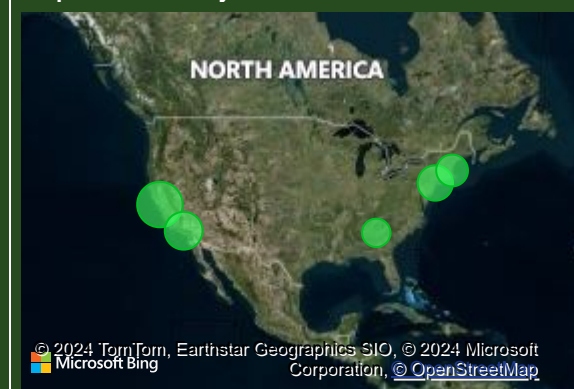 NORTH AMERICA
© 2024 TomTom, Earthstar Geographics SIO, © 2024 Microsoft
Microsoft Bing
Corporation, © OpenStreetMap